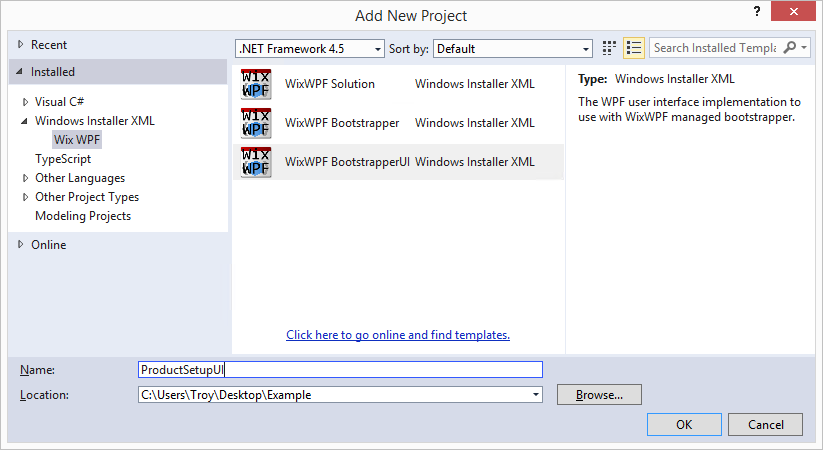 Add New Project
?
Recent
Installed
Visual C#
Windows Installer XML
Wix WPF
TypeScript
Other Languages
Other Project Types
Modeling Projects
Online
.NET Framework 4.5 Sort by: Default Search Installed Templa
WiX WPF WixWPF Solution Windows Installer XML
WiX WPF WixWPF Bootstrapper Windows Installer XML
WiX WPF WixWPF BootstrapperUI Windows Installer XML
Click here to go online and find templates.
Type: Windows Installer XML
The WPF user interface implementation to
use with WixWPF managed bootstrapper.
Name: ProductSetupUI
Location: C:\Users\Troy\Desktop\Example Browse...
OK Cancel